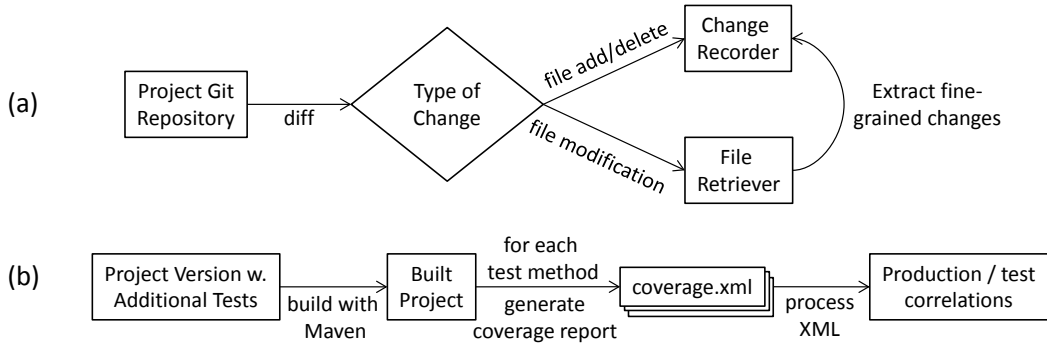 (a)
Project Git
Repository
diff
Type of
Change
file add/delete
file modification
Change
Recorder
File
Retriever
Extract fine-
grained changes
(b)
Project Version w.
Additional Tests
build with
Maven
Built
Project
for each
test method
generate
coverage report
coverage.xml
process
XML
Production / test
correlations